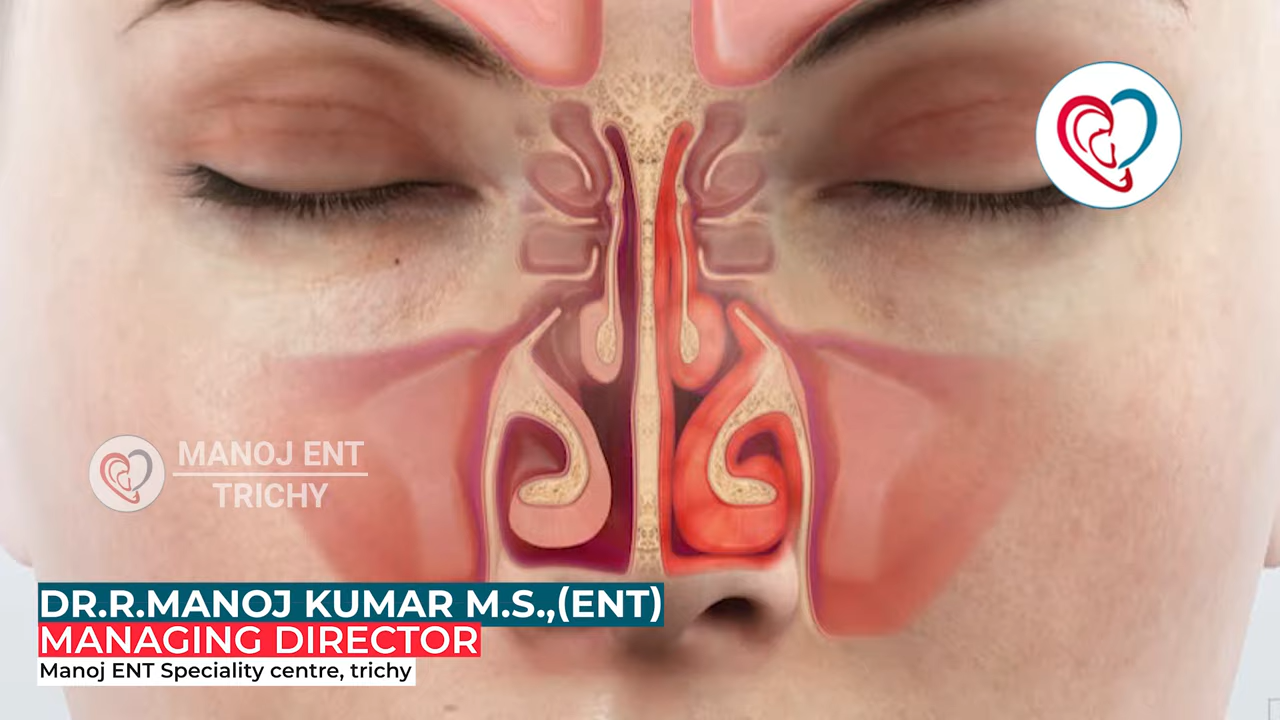 MANOJ ENT
TRICHY
DR.R.MANOJ KUMAR M.S.,(ENT)
MANAGING DIRECTOR
Manoj ENT Speciality centre, trichy